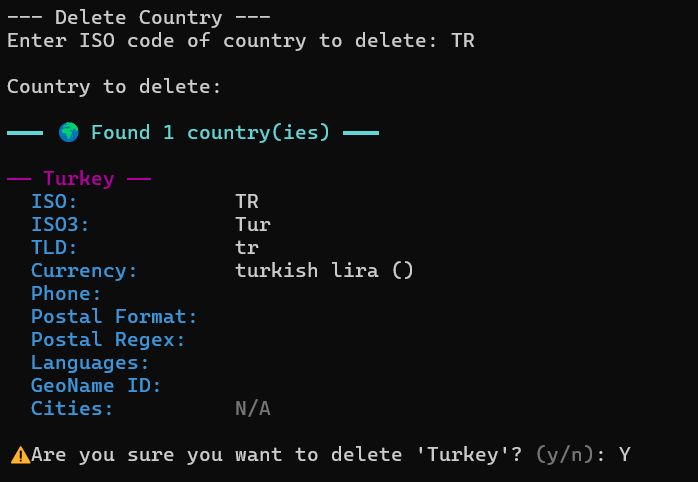 --- Delete Country ---
Enter ISO code of country to delete: TR
Country to delete:
━━━ 🌍 Found 1 country(ies) ━━━
── Turkey ──
ISO: TR
ISO3: Tur
TLD: tr
Currency: turkish lira ()
Phone:
Postal Format:
Postal Regex:
Languages:
GeoName ID:
Cities: N/A
⚠️Are you sure you want to delete 'Turkey'? (y/n): Y